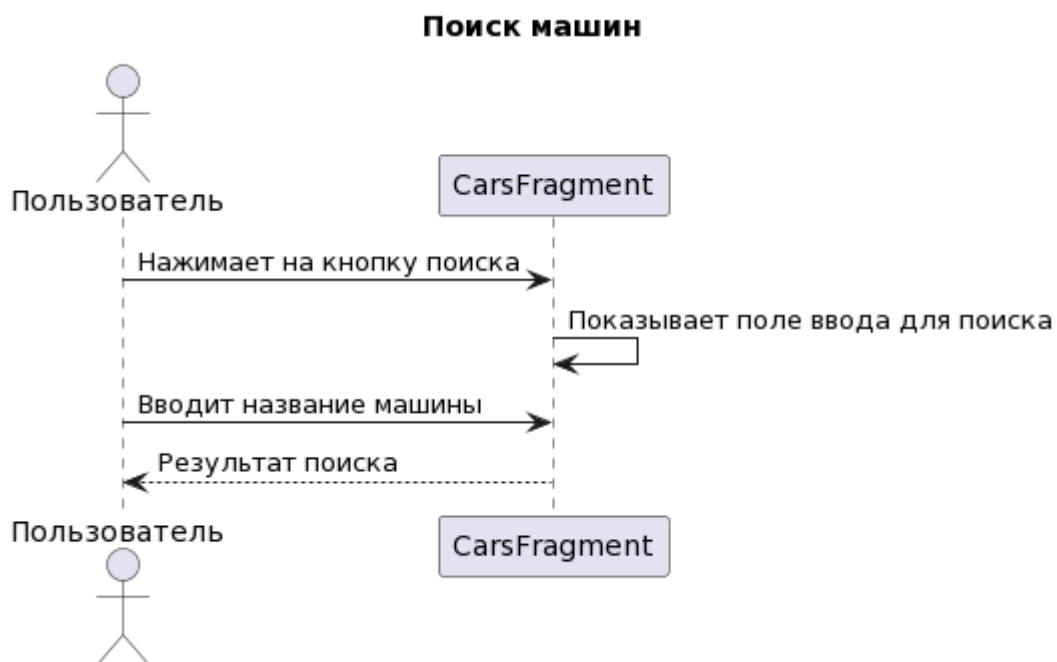 Поиск машин
Пользователь
CarsFragment
Нажимает на кнопку поиска
Показывает поле ввода для поиска
Вводит название машины
Результат поиска
Пользователь
CarsFragment